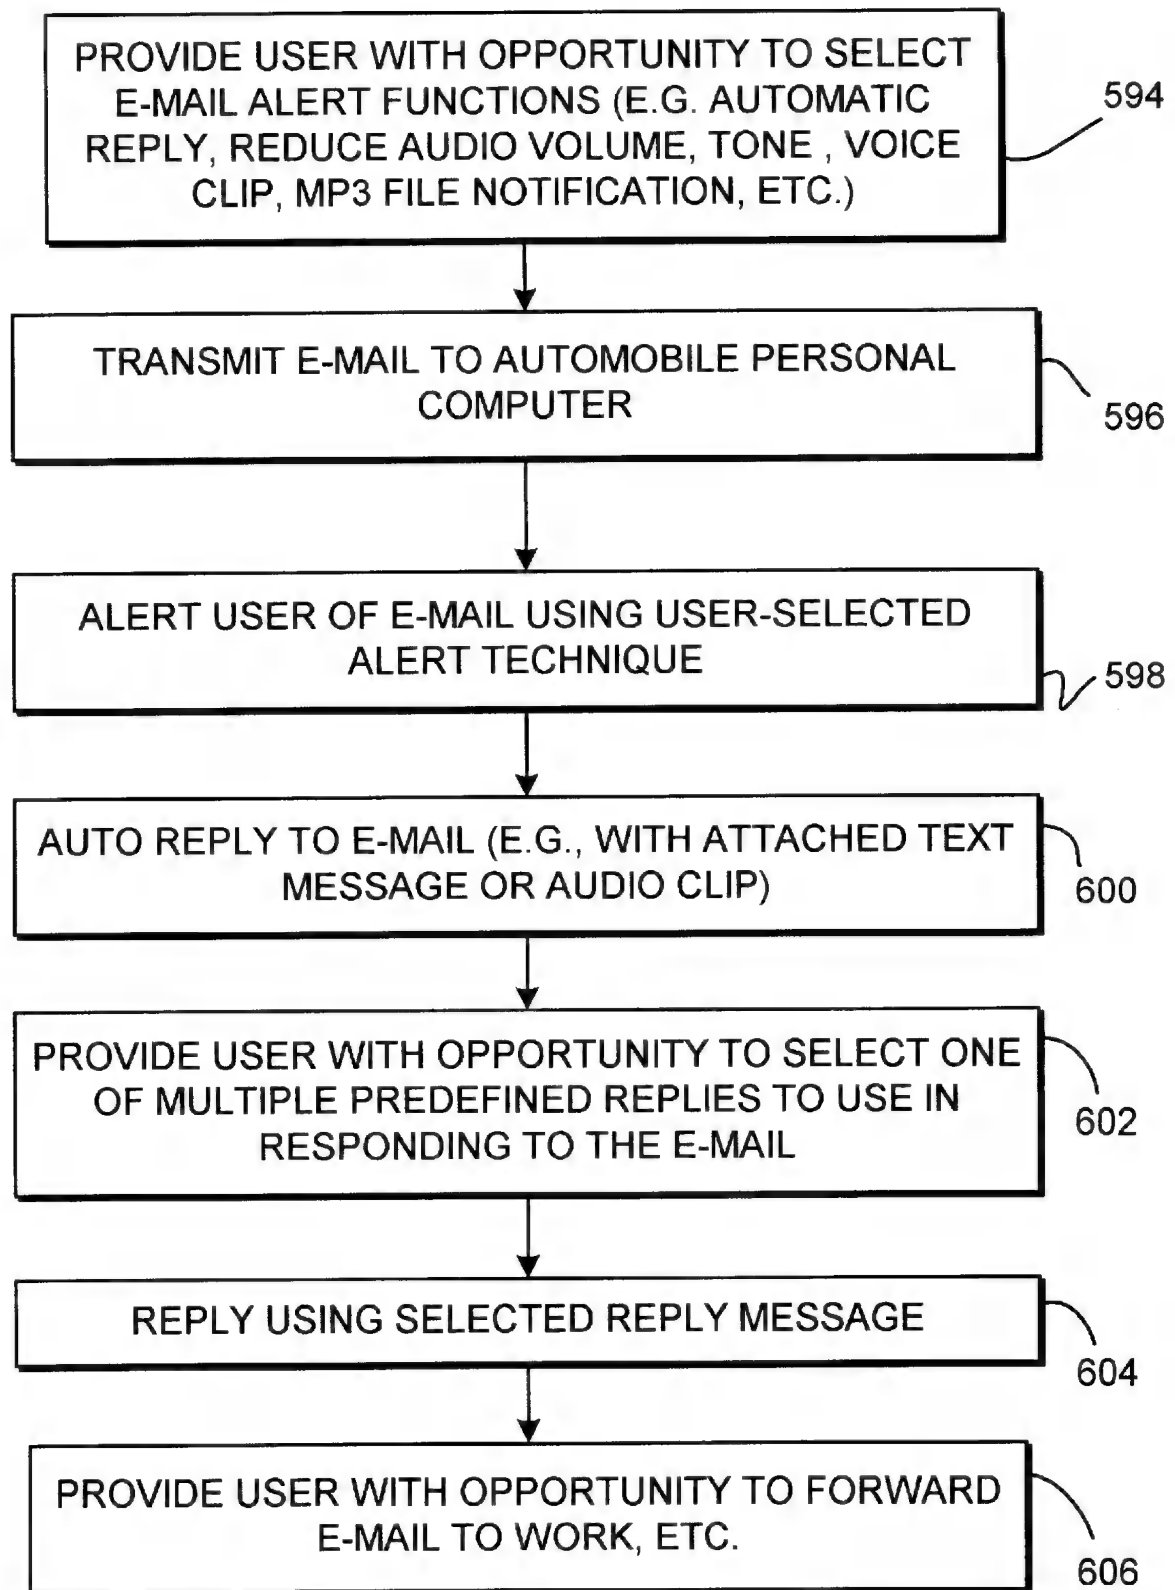 PROVIDE USER WITH OPPORTUNITY TO SELECT
E-MAIL ALERT FUNCTIONS (E.G. AUTOMATIC
REPLY, REDUCE AUDIO VOLUME, TONE , VOICE
CLIP, MP3 FILE NOTIFICATION, ETC.)
594
TRANSMIT E-MAIL TO AUTOMOBILE PERSONAL
COMPUTER
596
ALERT USER OF E-MAIL USING USER-SELECTED
ALERT TECHNIQUE
598
AUTO REPLY TO E-MAIL (E.G., WITH ATTACHED TEXT
MESSAGE OR AUDIO CLIP)
600
PROVIDE USER WITH OPPORTUNITY TO SELECT ONE
OF MULTIPLE PREDEFINED REPLIES TO USE IN
RESPONDING TO THE E-MAIL
602
REPLY USING SELECTED REPLY MESSAGE
604
PROVIDE USER WITH OPPORTUNITY TO FORWARD
E-MAIL TO WORK, ETC.
606